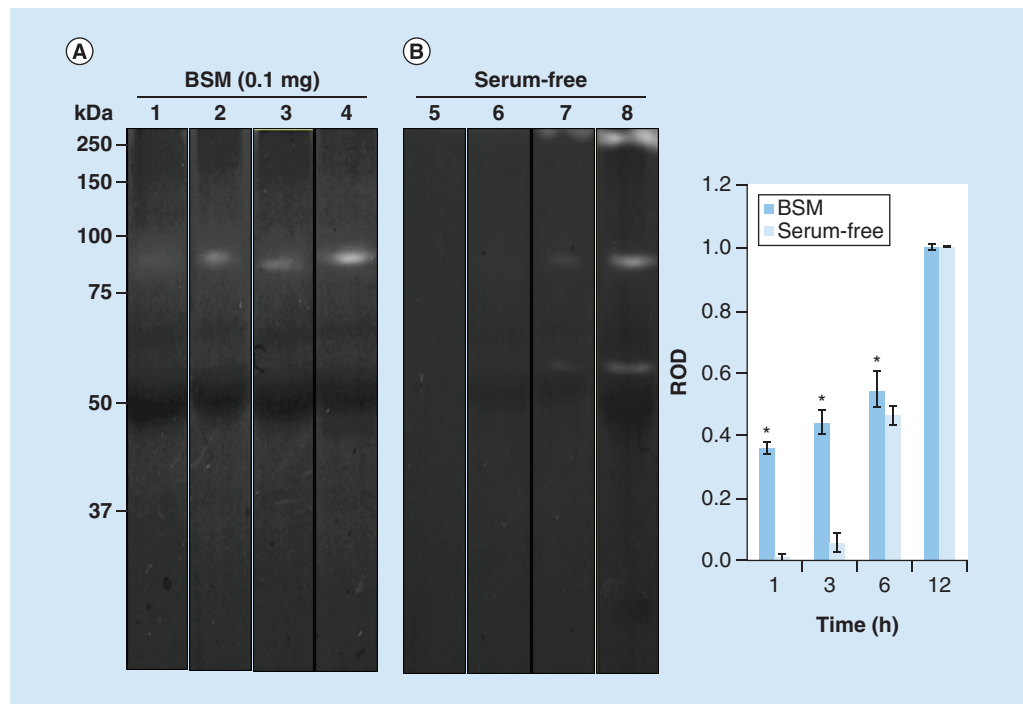 A
B
BSM (0.1 mg)
Serum-free
kDa 1 2 3 4
5 6 7 8
250
150
100
75
50
37
1.2
1.0
0.8
0.6
0.4
0.2
0.0
ROD
BSM
Serum-free
* * *
1 3 6 12
Time (h)